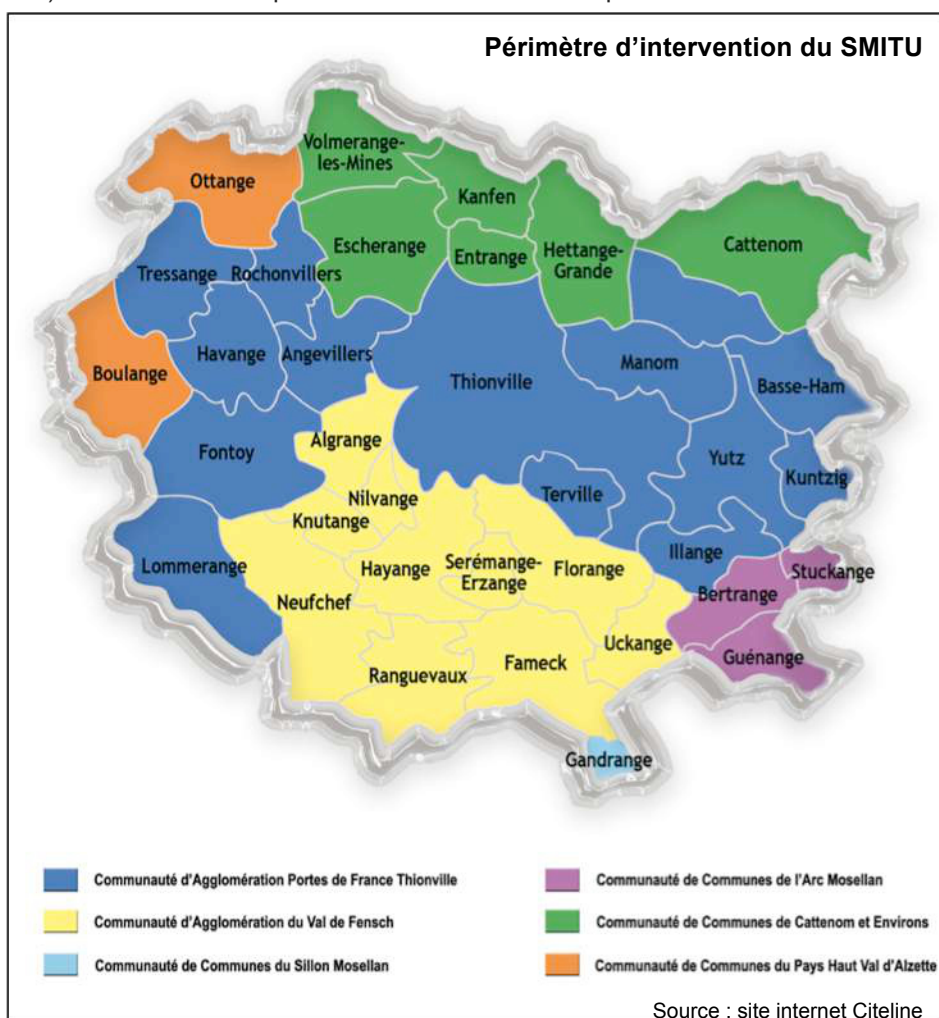 Périmètre d'intervention du SMITU
Volmerange-
les-Mines
Ottange
Kanfen
Escherange
Entrange
Hettange-
Grande
Cattenom
Tressange
Rochonvillers
Havange
Angevillers
Boulange
Thionville
Manom
Basse-Ham
Fontoy
Algrange
Yutz
Kuntzig
Nilvange
Terville
Knutange
Lommerange
Hayange
Serémange-
Erzange
Florange
Illange
Stuckange
Bertrange
Neufchef
Uckange
Guénange
Ranguevaux
Fameck
Gandrange
Communauté d'Agglomération Portes de France Thionville
Communauté d'Agglomération du Val de Fensch
Communauté de Communes du Sillon Mosellan
Communauté de Communes de l'Arc Mosellan
Communauté de Communes de Cattenom et Environs
Communauté de Communes du Pays Haut Val d'Alzette
Source : site internet Citeline